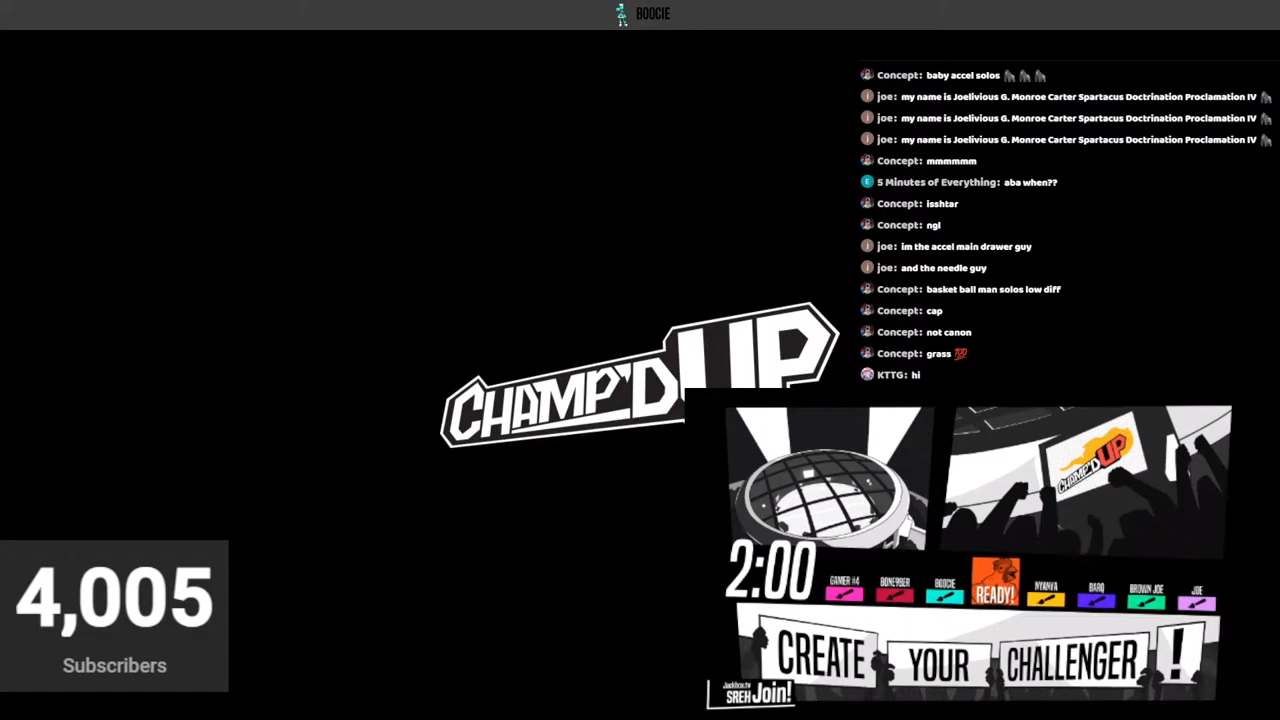 BOOCIE
Concept: baby accel solos 🦍 🦍 🦍
joe: my name is Joelivious G. Monroe Carter Spartacus Doctrination Proclamation IV 🦍
joe: my name is Joelivious G. Monroe Carter Spartacus Doctrination Proclamation IV 🦍
joe: my name is Joelivious G. Monroe Carter Spartacus Doctrination Proclamation IV 🦍
Concept: mmmmmm
E 5 Minutes of Everything: aba when??
Concept: isshtar
Concept: ngl
joe: im the accel main drawer guy
joe: and the needle guy
Concept: basket ball man solos low diff
Concept: cap
Concept: not canon
Concept: grass 💯
KTTG: hi
CHAMP'D UP
CHAMP'D UP
2:00
GAMER #4
BONE99BER
BOOCIE
READY!
NYANYA
BARQ
BROWN JOE
JOE
CREATE YOUR CHALLENGER !
Jackbox.tv
SREH Join!
4,005
Subscribers